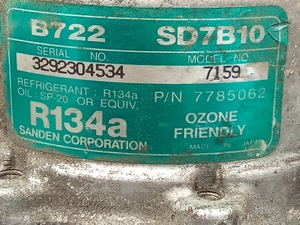 B722 SD7B10
SERIAL NO. MODEL NO.
3292304534 7159
REFRIGERANT : R134a P/N 7785062
OIL : SP-20 OR EQUIV.
R134a OZONE
FRIENDLY
SANDEN CORPORATION MADE IN JAPAN